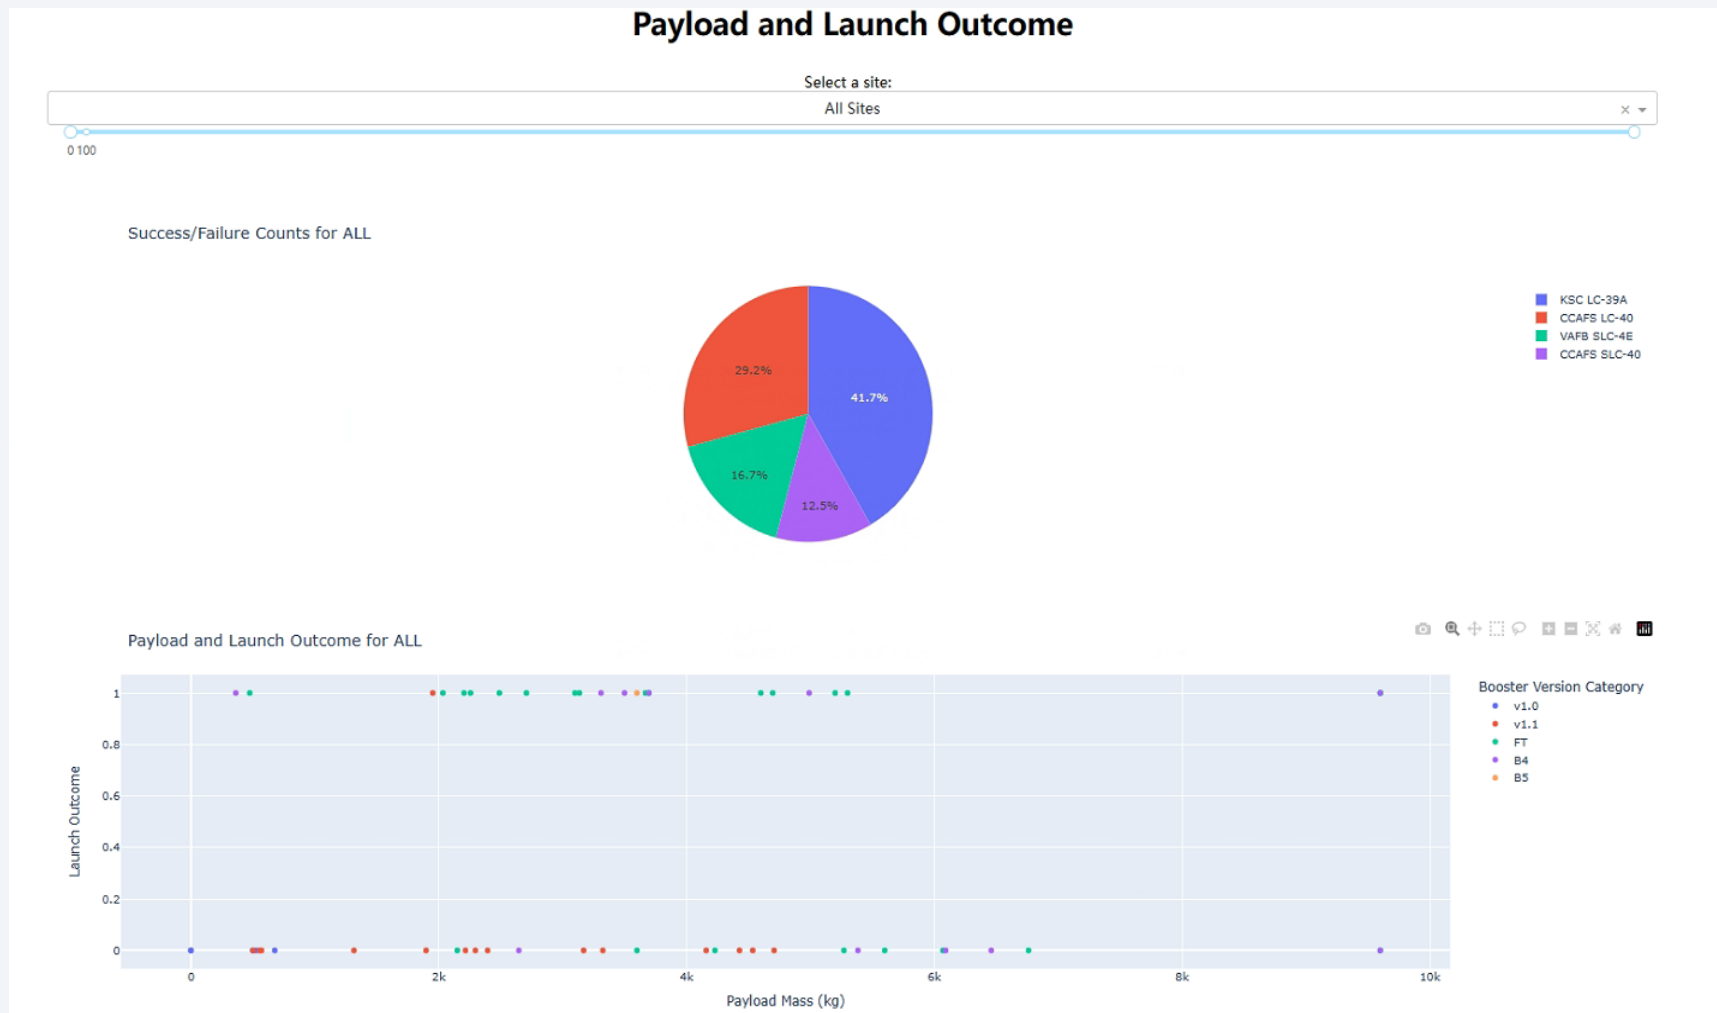 Payload and Launch Outcome
Select a site:
All Sites
× 
0 100
Success/Failure Counts for ALL
29.2%
41.7%
16.7%
12.5%
KSC LC-39A
CCAFS LC-40
VAFB SLC-4E
CCAFS SLC-40
Payload and Launch Outcome for ALL
Launch Outcome
1
0.8
0.6
0.4
0.2
0
0 2k 4k 6k 8k 10k
Payload Mass (kg)
Booster Version Category
v1.0
v1.1
FT
B4
B5